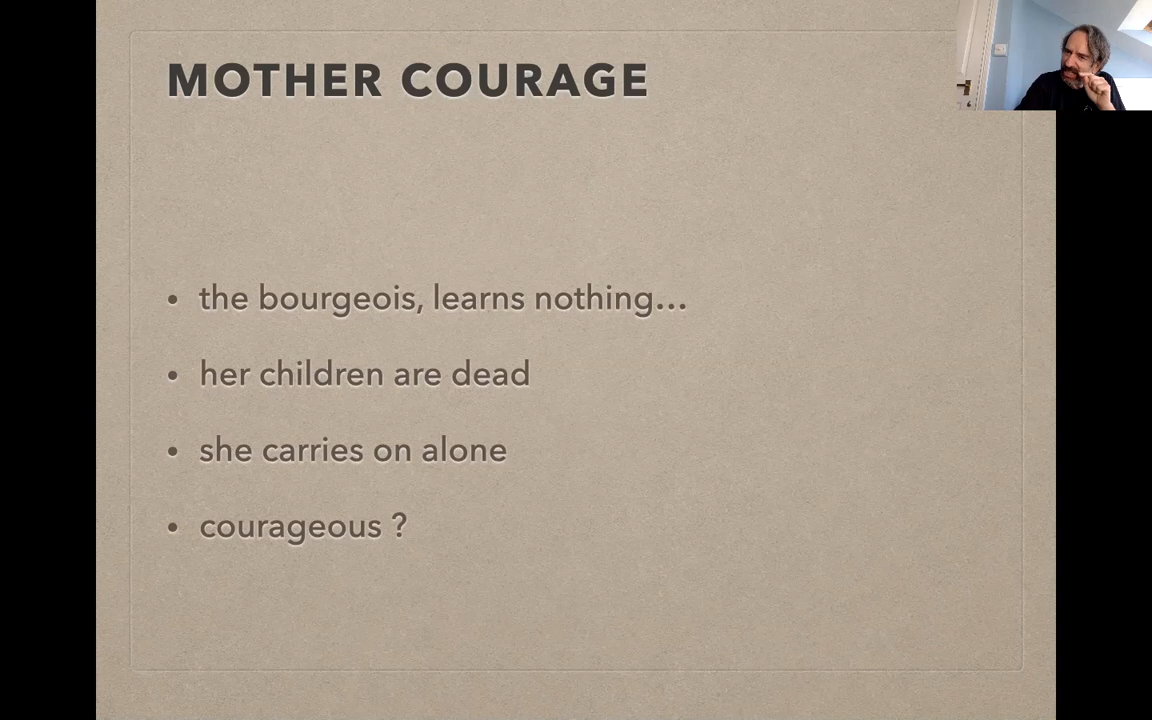 MOTHER COURAGE
• the bourgeois, learns nothing…
• her children are dead
• she carries on alone
• courageous ?